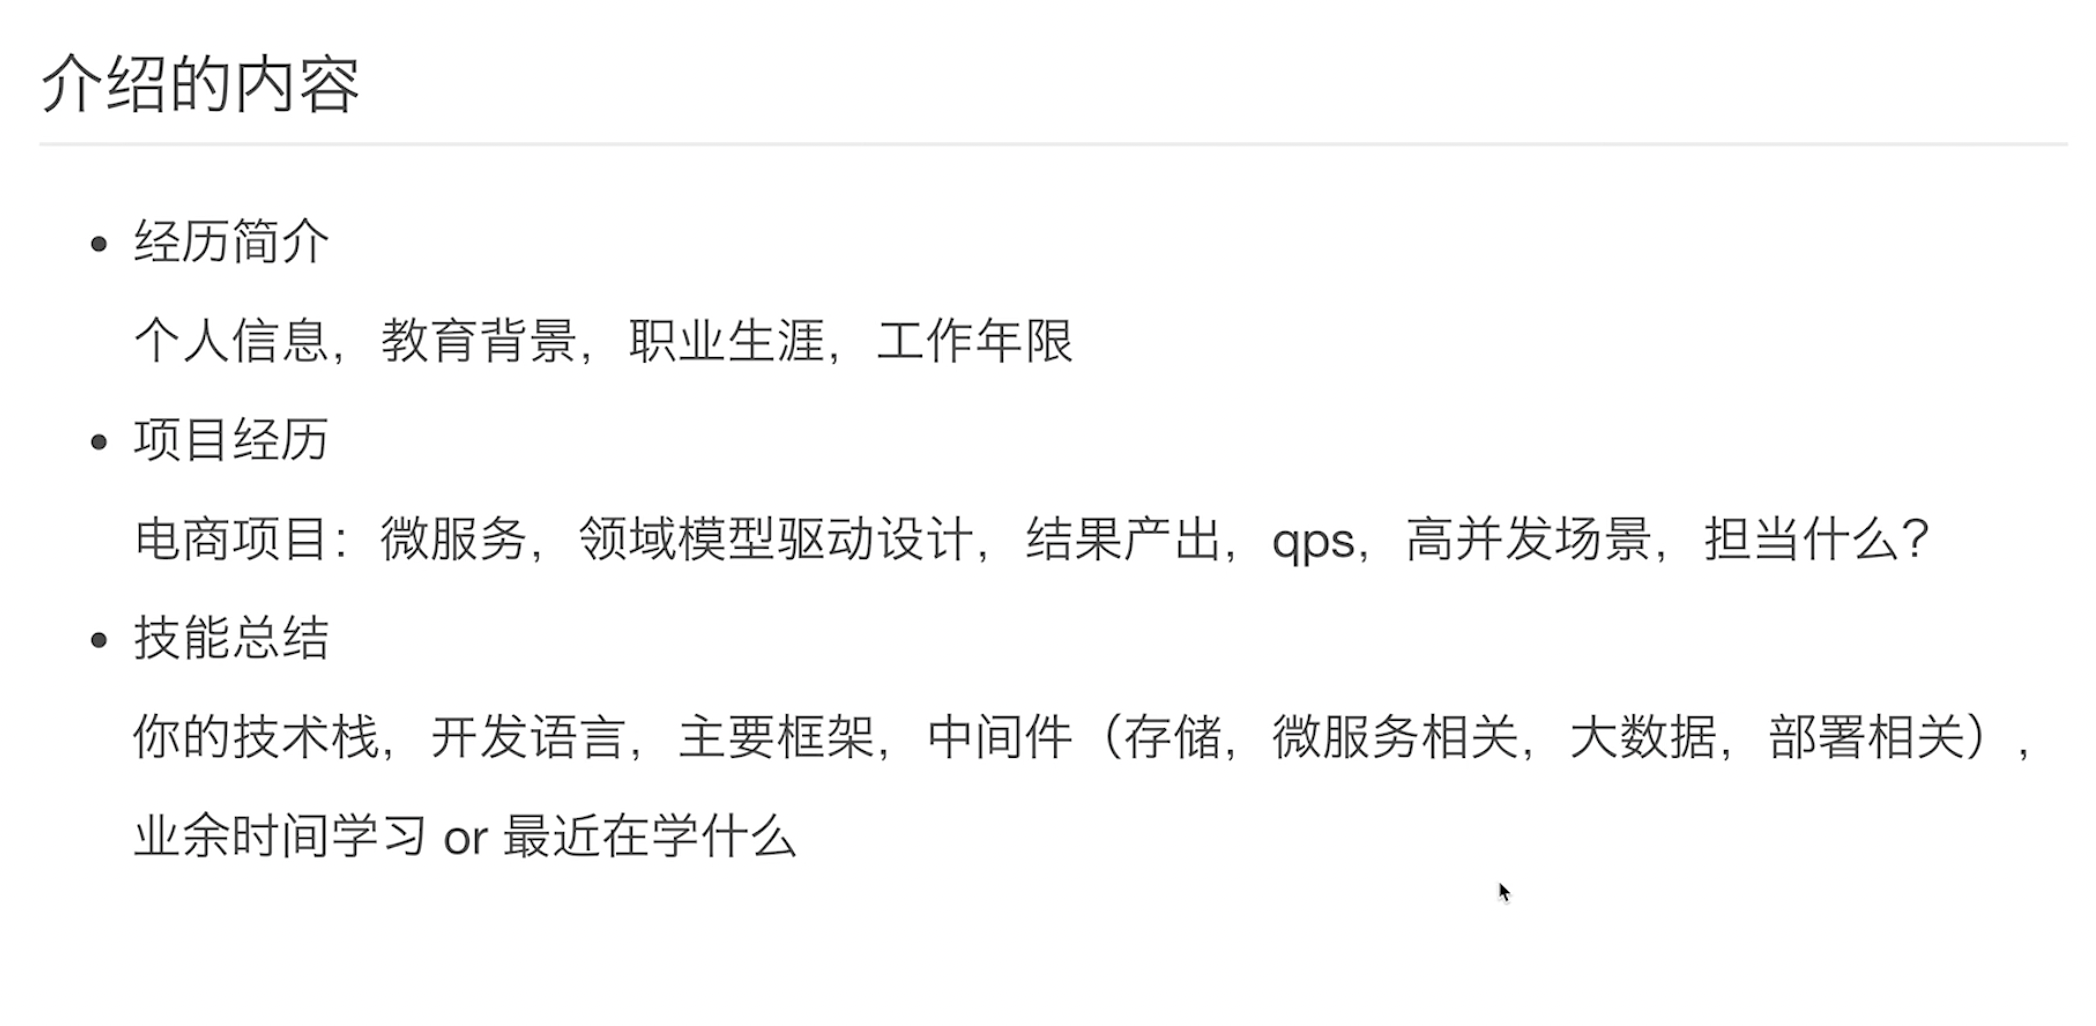 介绍的内容
经历简介
个人信息，教育背景，职业生涯，工作年限
项目经历
电商项目：微服务，领域模型驱动设计，结果产出，qps，高并发场景，担当什么？
技能总结
你的技术栈，开发语言，主要框架，中间件（存储，微服务相关，大数据，部署相关），
业余时间学习 or 最近在学什么